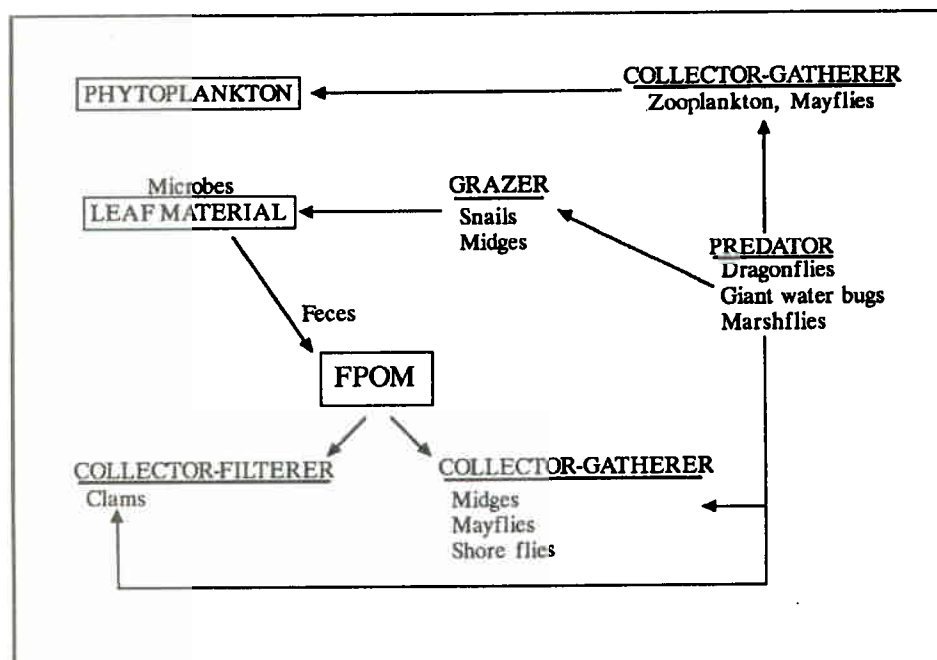 PHYTOPLANKTON
COLLECTOR-GATHERER
Zooplankton, Mayflies
Microbes
LEAF MATERIAL
GRAZER
Snails
Midges
PREDATOR
Dragonflies
Giant water bugs
Marshflies
Feces
FPOM
COLLECTOR-FILTERER
Clams
COLLECTOR-GATHERER
Midges
Mayflies
Shore flies